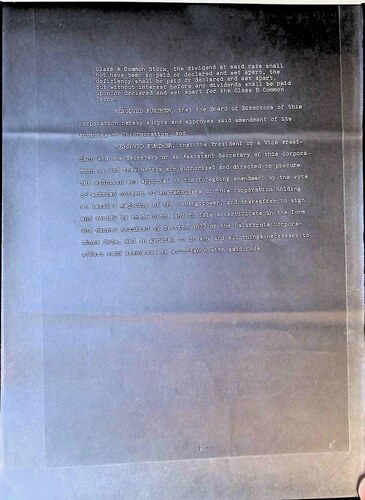 Class A Common Stock, the dividend at said rate shall
not have been so paid or declared and set apart, the
deficiency shall be paid or declared and set apart,
but without interest before any dividends shall be paid
upon or declared and set apart for the Class B Common
Stock.
RESOLVED FURTHER, that the Board of Directors of this
corporation hereby adopts and approves said amendment of its
Articles of Incorporation, and
RESOLVED FURTHER, that the President or a Vice Presi-
dent and the Secretary or an Assistant Secretary of this corpora-
tion be and they hereby are authorized and directed to procure
the adoption and approval of the foregoing amendment by the vote
or written consent of shareholders of this corporation holding
at least a majority of the voting power, and thereafter to sign
and verify by their oaths and to file a certificate in the form
and manner required by Section of the California Corpora-
tions Code, and in general to do any and all things necessary to
effect said amendment in accordance with said Code.